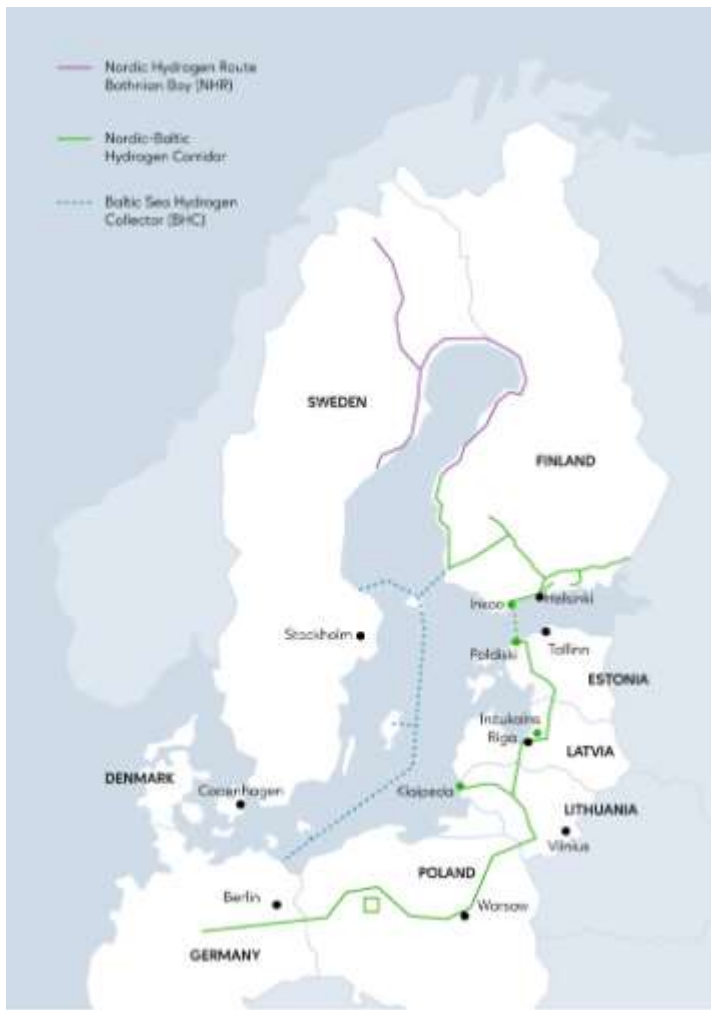 Nordic Hydrogen Route
Bothnian Bay (NHR)
Nordic-Baltic
Hydrogen Corridor
Baltic Sea Hydrogen
Collector (BHC)
SWEDEN
FINLAND
Inkoo
Helsinki
Stockholm
Paldiski
Tallinn
ESTONIA
Inčukalns
Riga
LATVIA
DENMARK
Copenhagen
Klaipeda
LITHUANIA
Vilnius
POLAND
Berlin
Warsaw
GERMANY